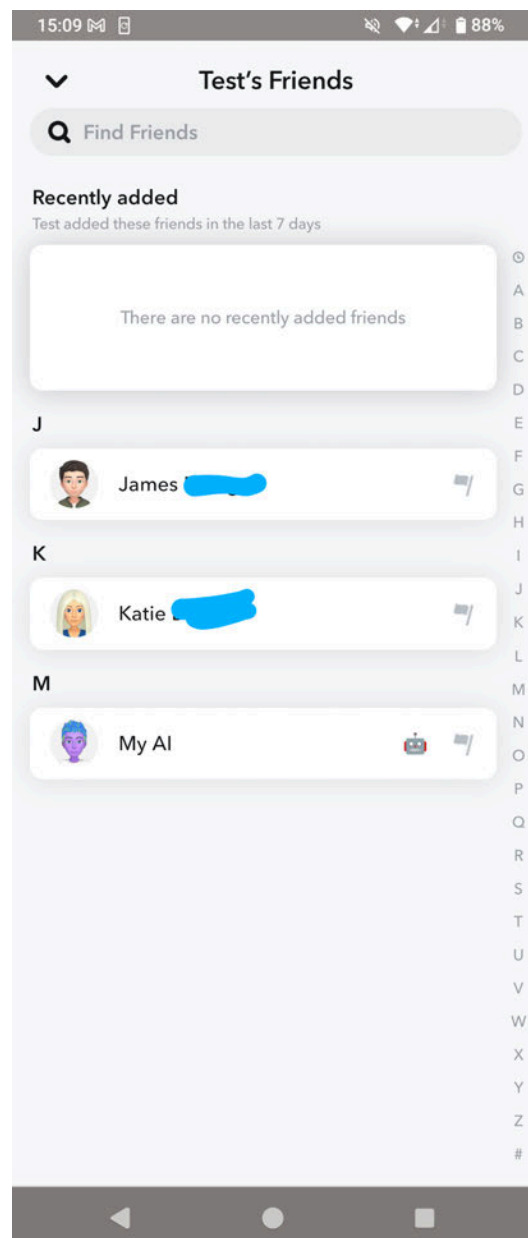 15:09
88%
Test's Friends
Find Friends
Recently added
Test added these friends in the last 7 days
There are no recently added friends
J
James
K
Katie
M
My AI
A
B
C
D
E
F
G
H
I
J
K
L
M
N
O
P
Q
R
S
T
U
V
W
X
Y
Z
#